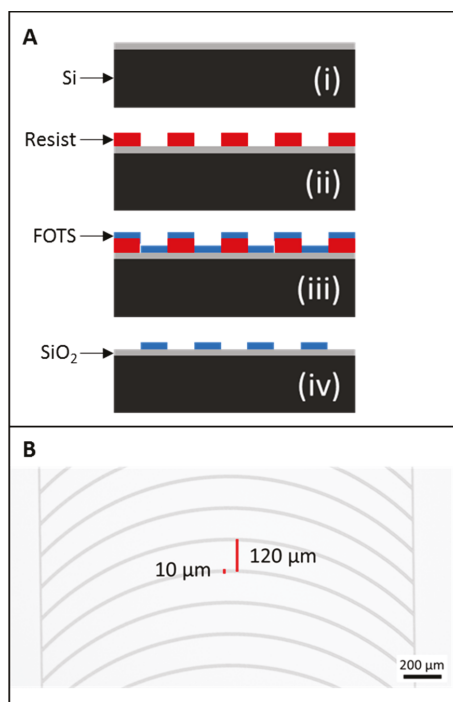 A
Si
(i)
Resist
(ii)
FOTS
(iii)
SiO₂
(iv)
B
10 µm
120 µm
200 µm